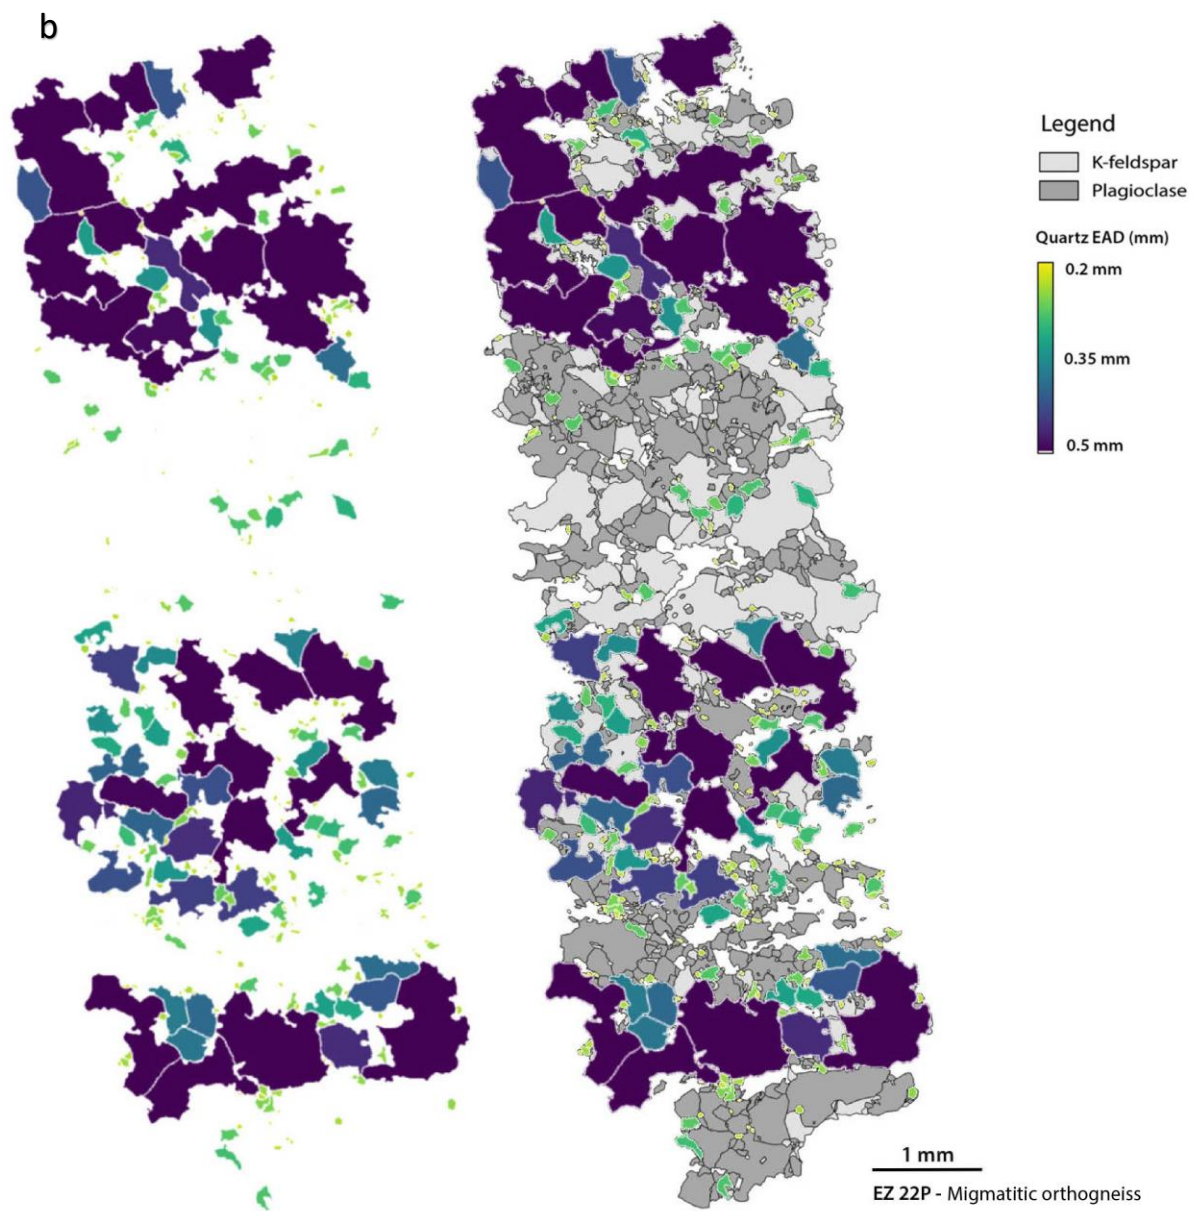 b
Legend
K-feldspar
Plagioclase
Quartz EAD (mm)
0.2 mm
0.35 mm
0.5 mm
1 mm
EZ 22P - Migmatitic orthogneiss